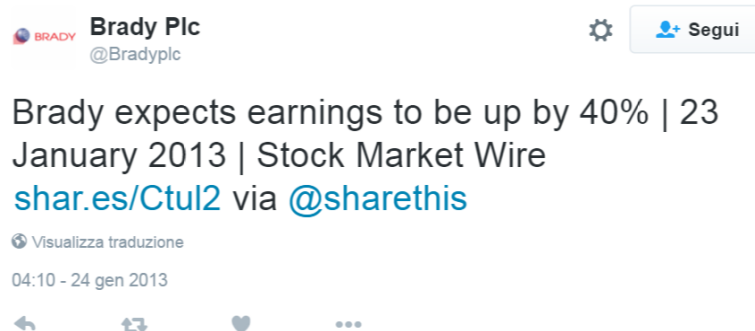 BRADY
Brady Plc
@Bradyplc
Segui
Brady expects earnings to be up by 40% | 23
January 2013 | Stock Market Wire
shar.es/Ctul2 via @sharethis
Visualizza traduzione
04:10 - 24 gen 2013